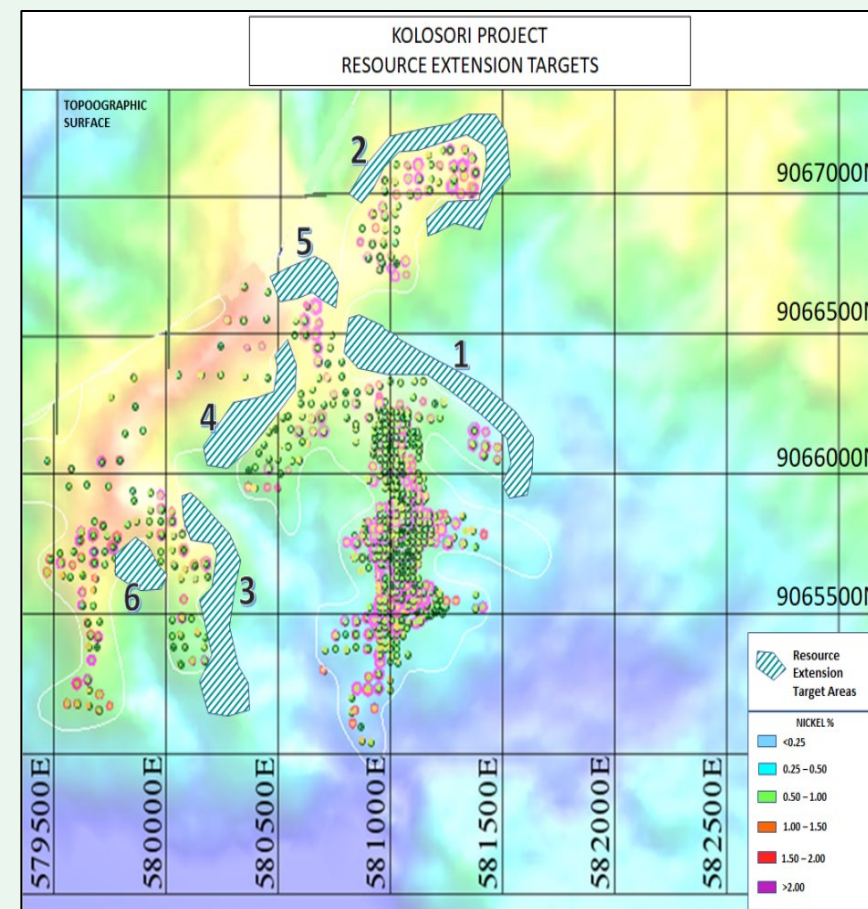 KOLOSORI PROJECT
RESOURCE EXTENSION TARGETS
TOPOOGRAPHIC
SURFACE
2
9067000N
5
9066500N
1
4
9066000N
3
6
9065500N
Resource
Extension
Target Areas
NICKEL %
<0.25
0.25 – 0.50
0.50 – 1.00
1.00 – 1.50
1.50 – 2.00
>2.00
579500E
580000E
580500E
581000E
581500E
582000E
582500E